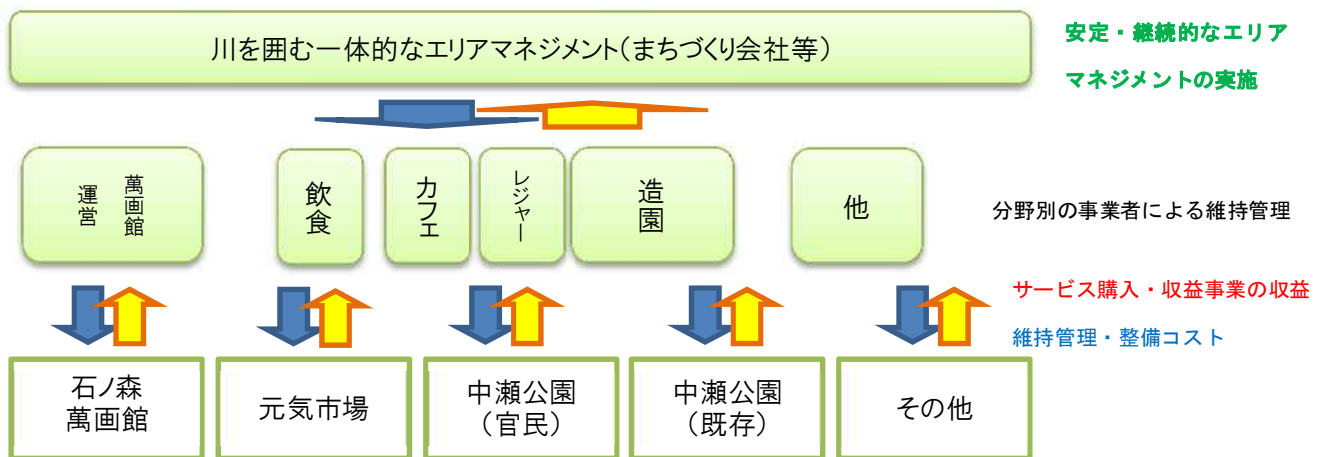 川を囲む一体的なエリアマネジメント(まちづくり会社等)
安定・継続的なエリア
マネジメントの実施
萬画館
運営
飲食
カフェ
レジャー
造園
他
分野別の事業者による維持管理
サービス購入・収益事業の収益
維持管理・整備コスト
石ノ森
萬画館
元気市場
中瀬公園
(官民)
中瀬公園
(既存)
その他